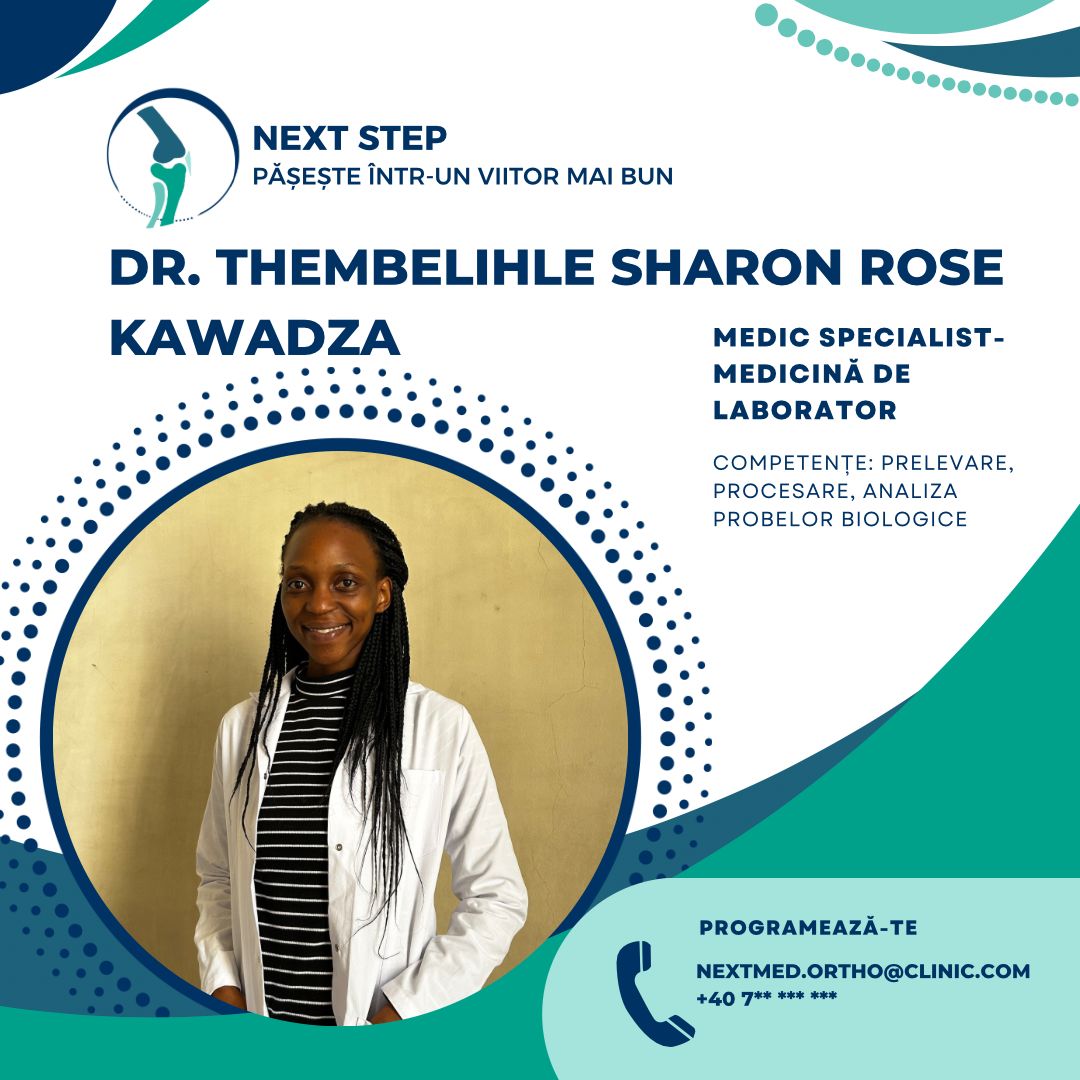 NEXT STEP
PĂȘEȘTE ÎNTR-UN VIITOR MAI BUN
DR. THEMBELIHLE SHARON ROSE
KAWADZA
MEDIC SPECIALIST-
MEDICINĂ DE
LABORATOR
COMPETENȚE: PRELEVARE,
PROCESARE, ANALIZA
PROBELOR BIOLOGICE
PROGRAMEAZĂ-TE
NEXTMED.ORTHO@CLINIC.COM
+40 7** *** ***